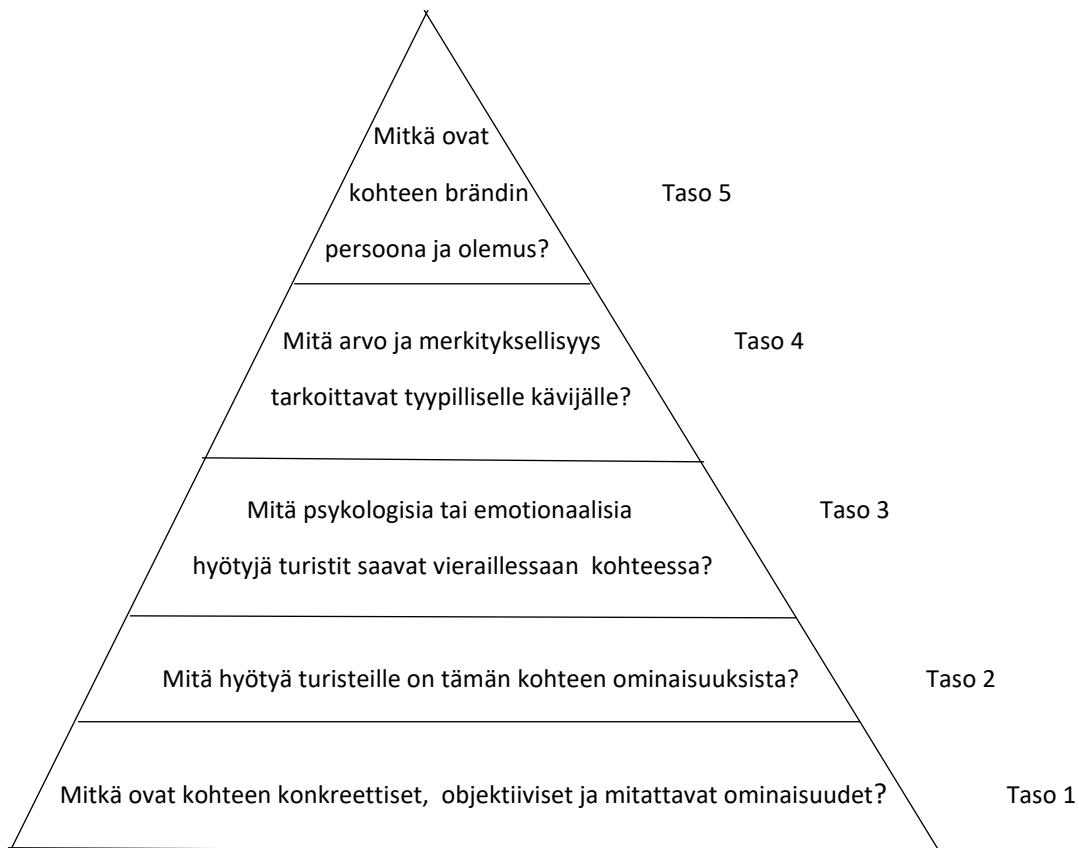 Mitkä ovat
kohteen brändin
persoona ja olemus?
Taso 5
Mitä arvo ja merkityksellisyys
tarkoittavat tyypilliselle kävijälle?
Taso 4
Mitä psykologisia tai emotionaalisia
hyötyjä turistit saavat vieraillessaan kohteessa?
Taso 3
Mitä hyötyä turisteille on tämän kohteen ominaisuuksista?
Taso 2
Mitkä ovat kohteen konkreettiset, objektiiviset ja mitattavat ominaisuudet?
Taso 1